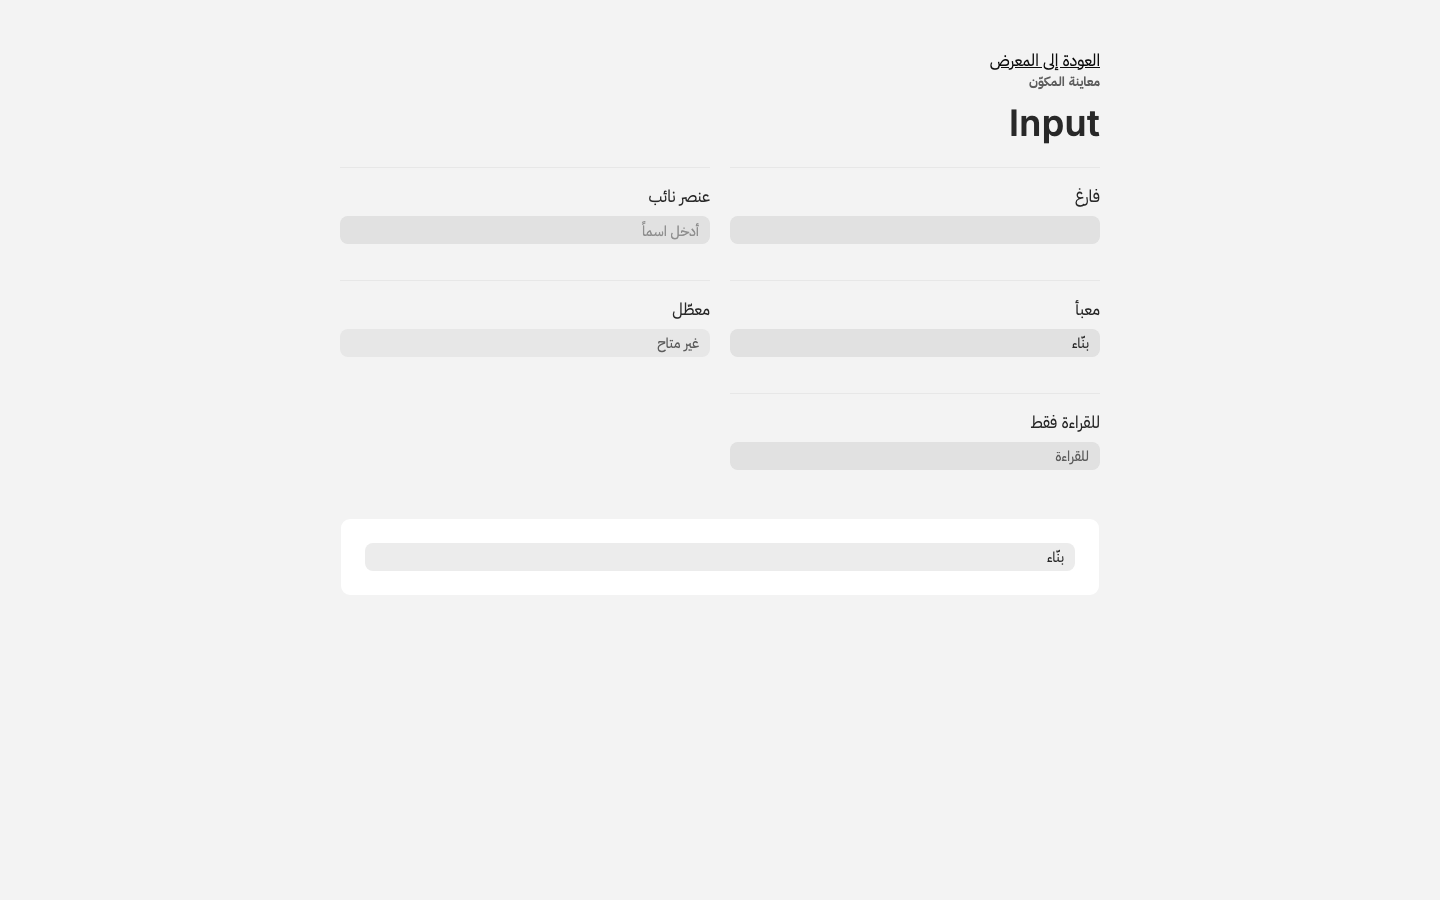 العودة إلى المعرض
معاينة المكوّن
Input
فارغ
عنصر نائب
أدخل اسماً
معبأ
بنّاء
معطّل
غير متاح
للقراءة فقط
للقراءة
بنّاء